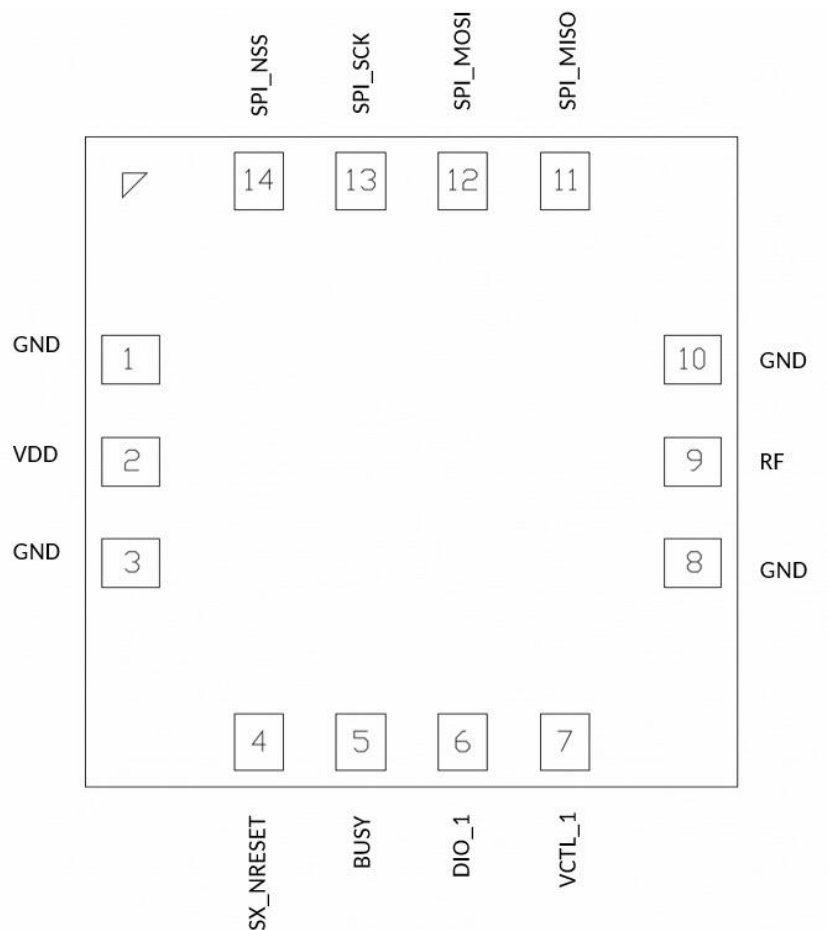 SPI_NSS
SPI_SCK
SPI_MOSI
SPI_MISO
14
13
12
11
GND
1
10
GND
VDD
2
9
RF
GND
3
8
GND
4
5
6
7
SX_NRESET
BUSY
DIO_1
VCTL_1